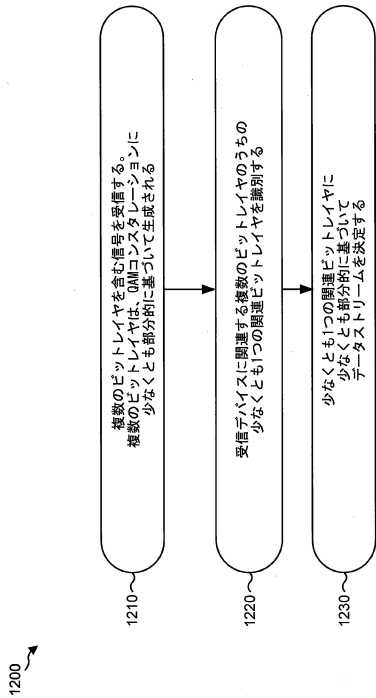 1200
複数のビットレイヤを含む信号を受信する。
複数のビットレイヤは、QAMコンスタレーションに
少なくとも部分的に基づいて生成される
1210
受信デバイスに関連する複数のビットレイヤのうちの
少なくとも1つの関連ビットレイヤを識別する
1220
少なくとも1つの関連ビットレイヤに
少なくとも部分的に基づいて
データストリームを決定する
1230